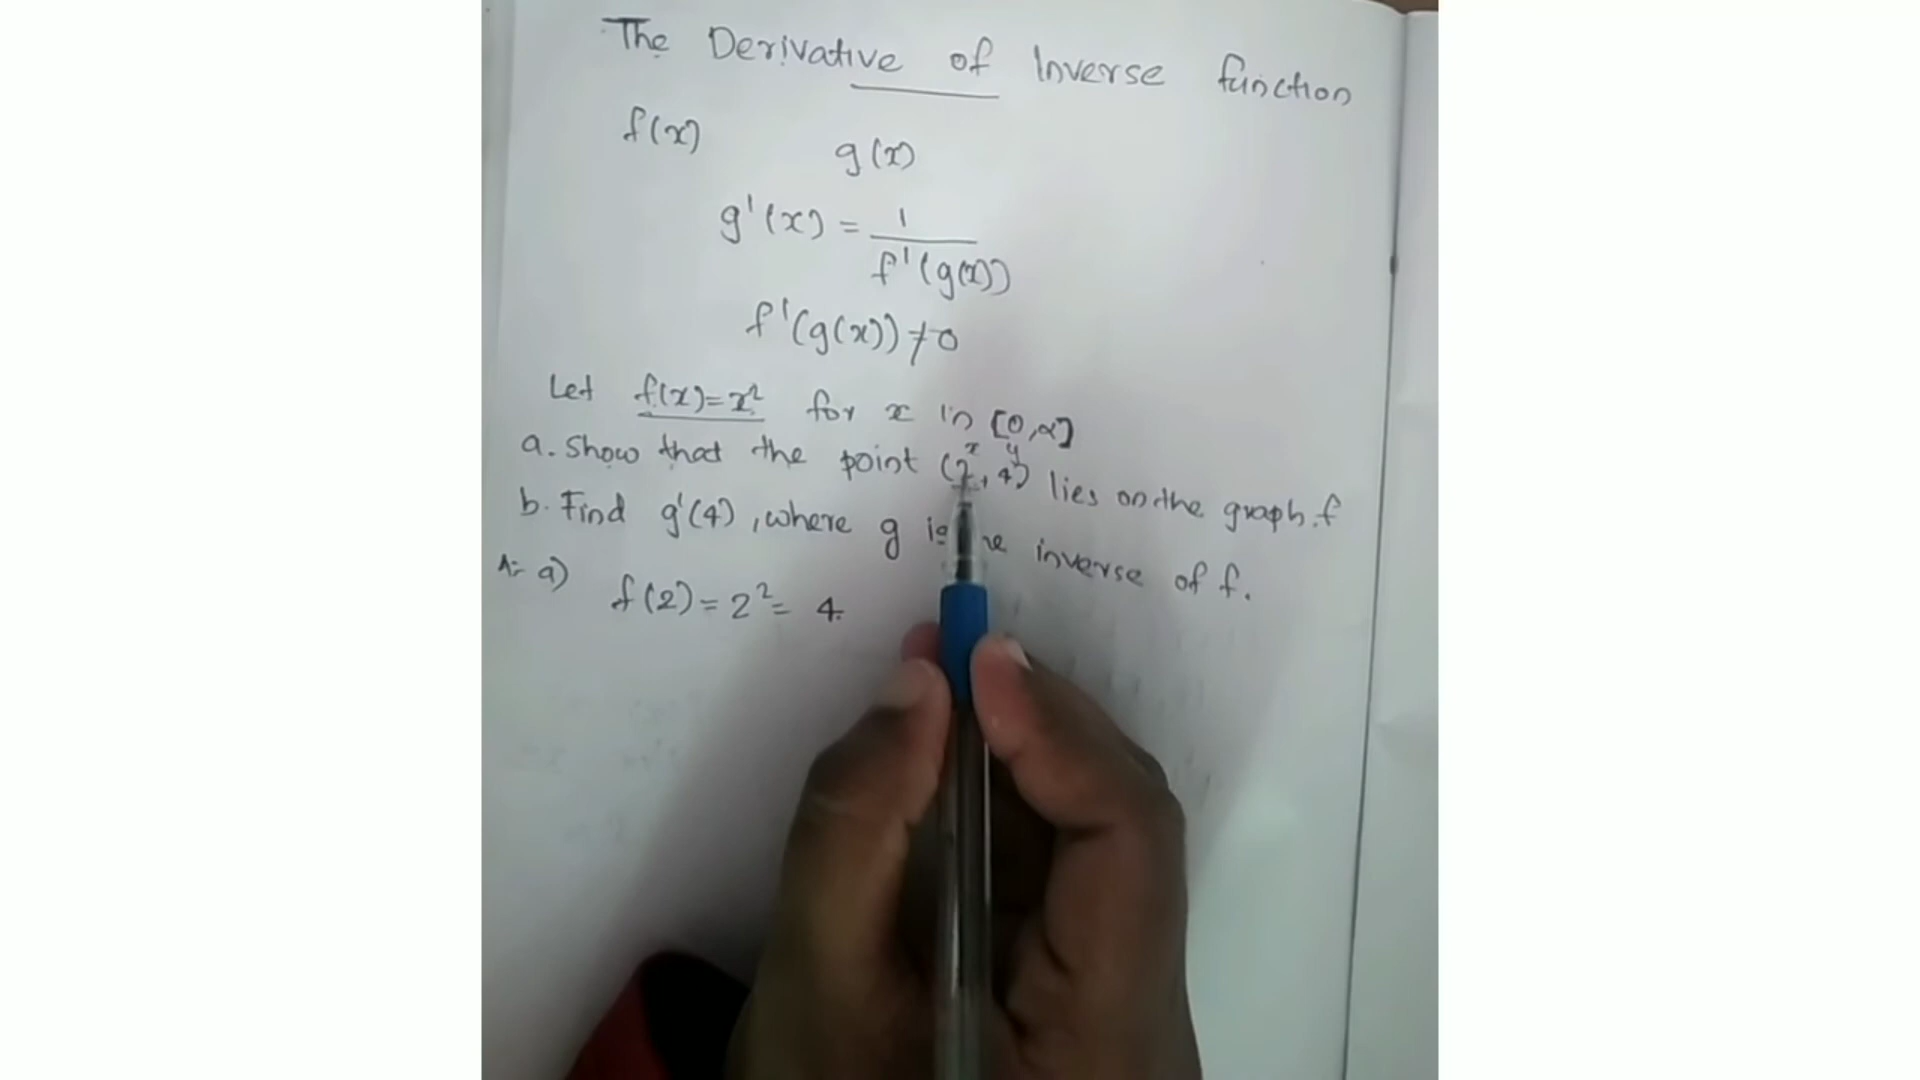 The Derivative of Inverse function
f(x) g(x)
g'(x) = 1 / f'(g(x))
f'(g(x)) ≠ 0
Let f(x) = x² for x in [0, ∝]
x y
a. Show that the point (2, 4) lies on the graph. f
b. Find g'(4), where g is inverse of f.
A:- a) f(2) = 2² = 4.